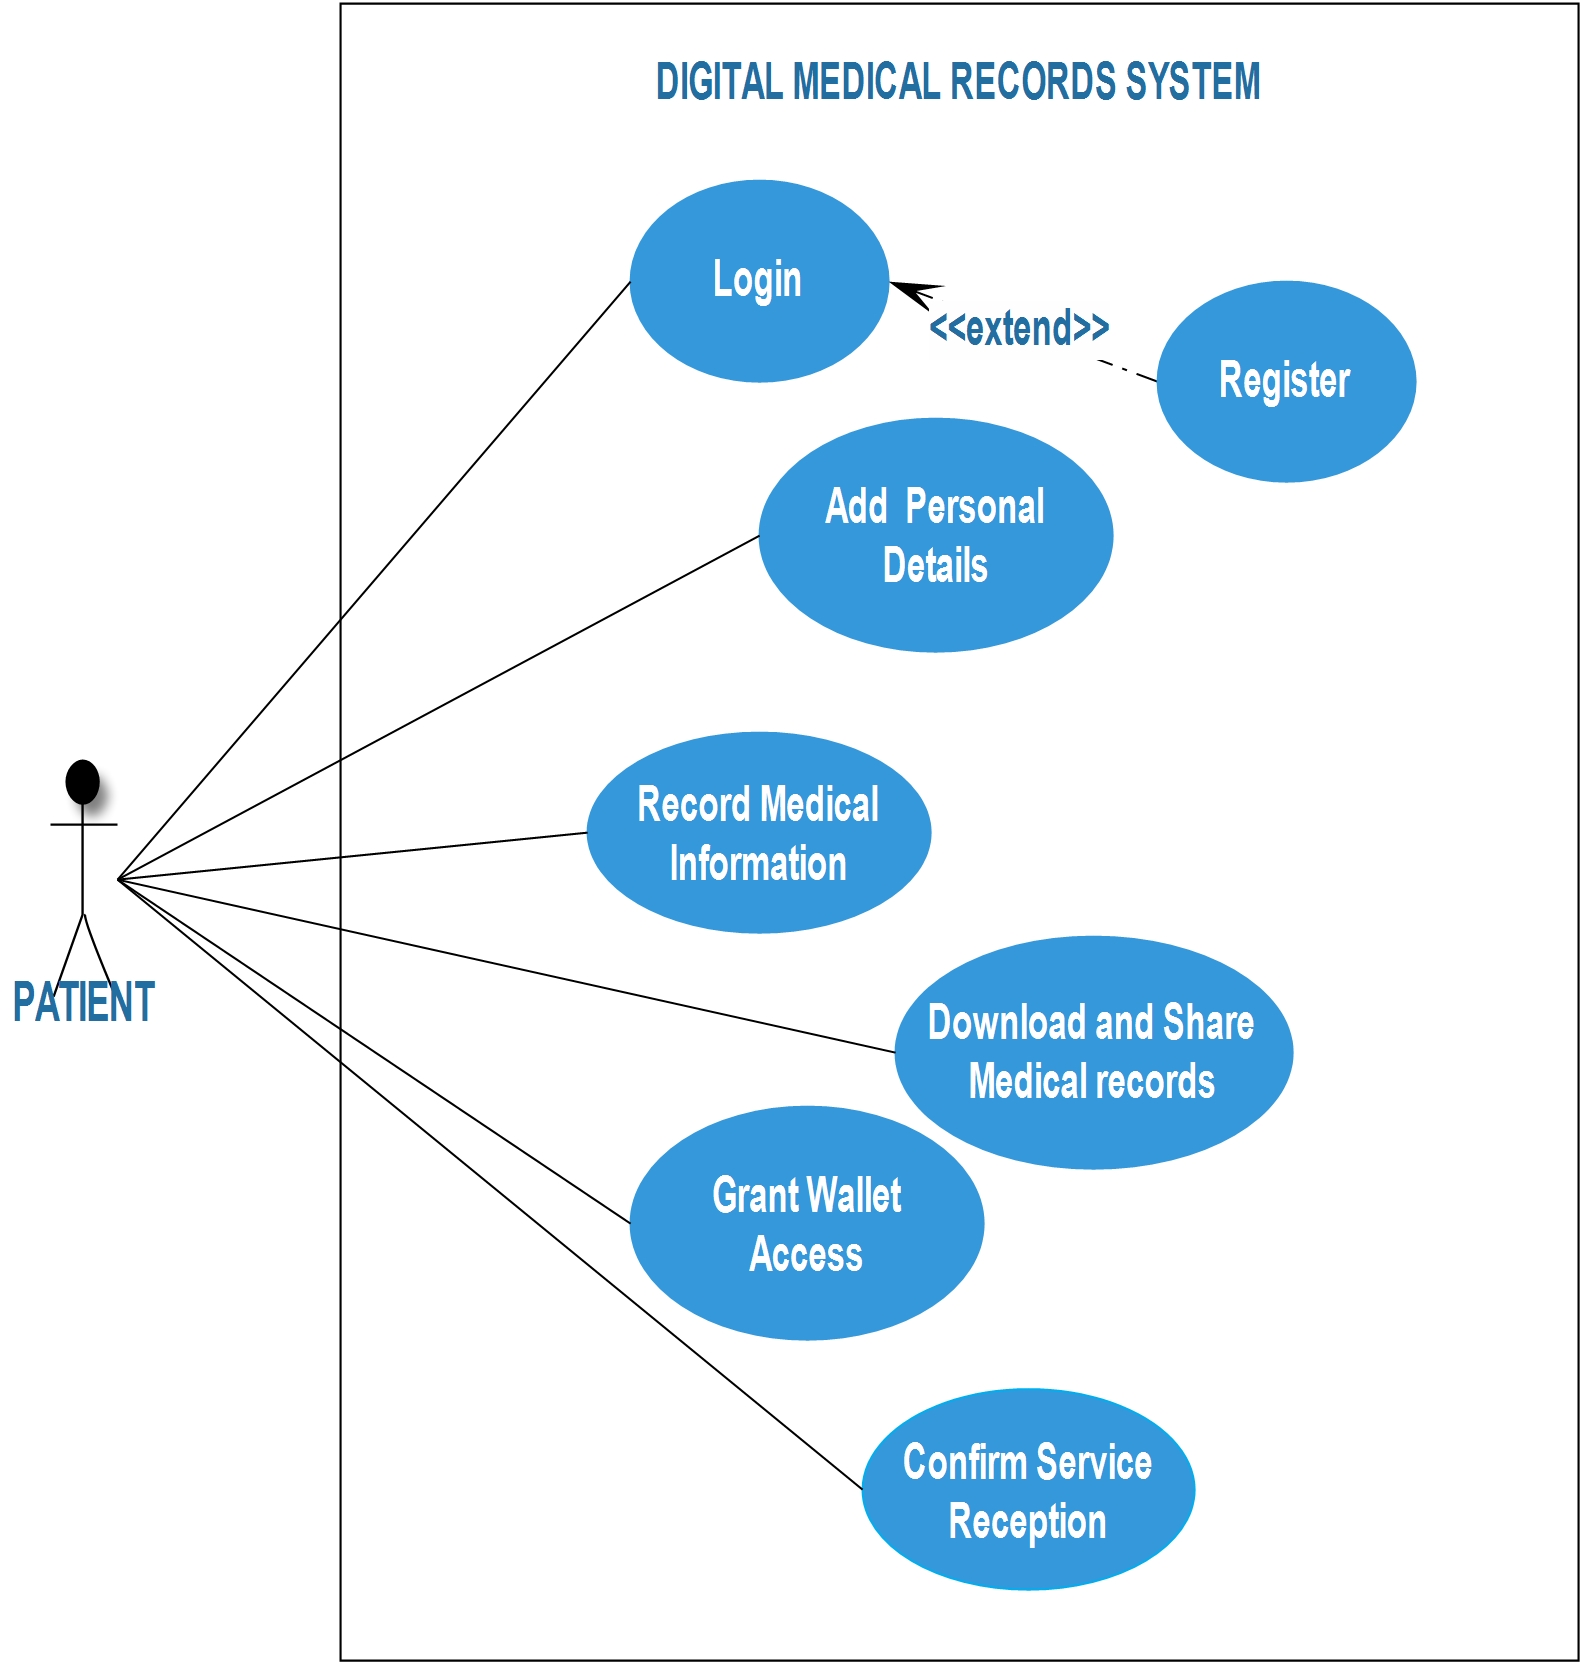 DIGITAL MEDICAL RECORDS SYSTEM
Login
<<extend>>
Register
Add  Personal
Details
Record Medical
Information
PATIENT
Download and Share
Medical records
Grant Wallet
Access
Confirm Service
Reception